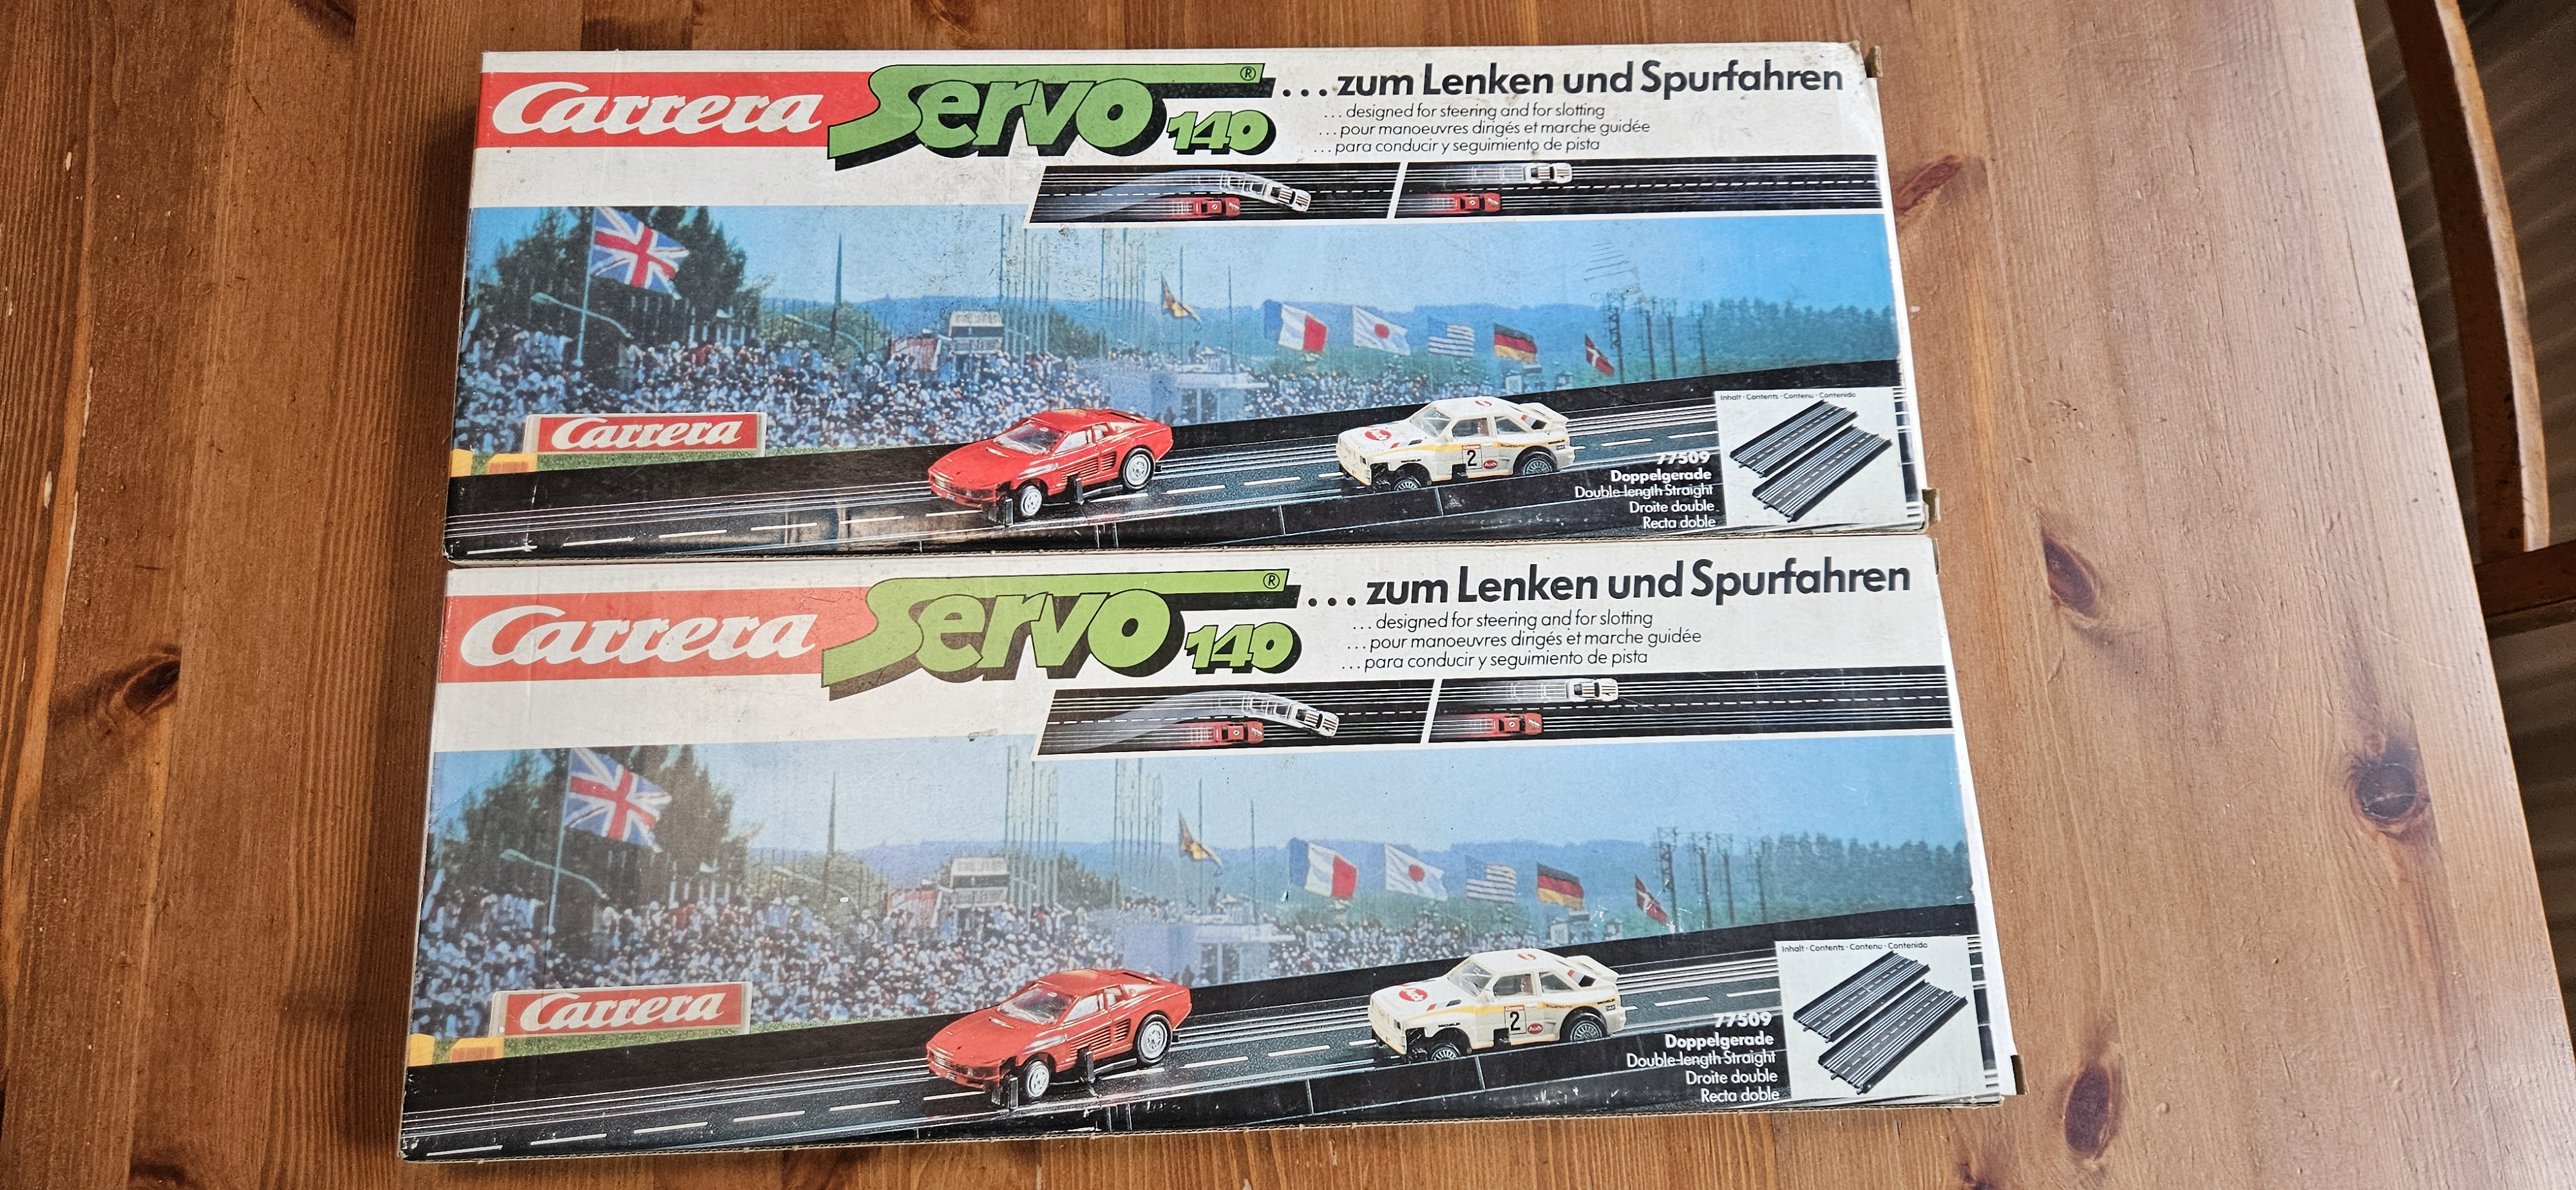 Carrera Servo 140 ® ...zum Lenken und Spurfahren
...designed for steering and for slotting
...pour manoeuvres dirigés et marche guidée
...para conducir y seguimiento de pista
Carrera
2
Audi
Inhalt · Contents · Contenu · Contenido
77509
Doppelgerade
Double-length Straight
Droite double
Recta doble
Carrera Servo 140 ® ...zum Lenken und Spurfahren
...designed for steering and for slotting
...pour manoeuvres dirigés et marche guidée
...para conducir y seguimiento de pista
Carrera
2
Audi
Inhalt · Contents · Contenu · Contenido
77509
Doppelgerade
Double-length Straight
Droite double
Recta doble